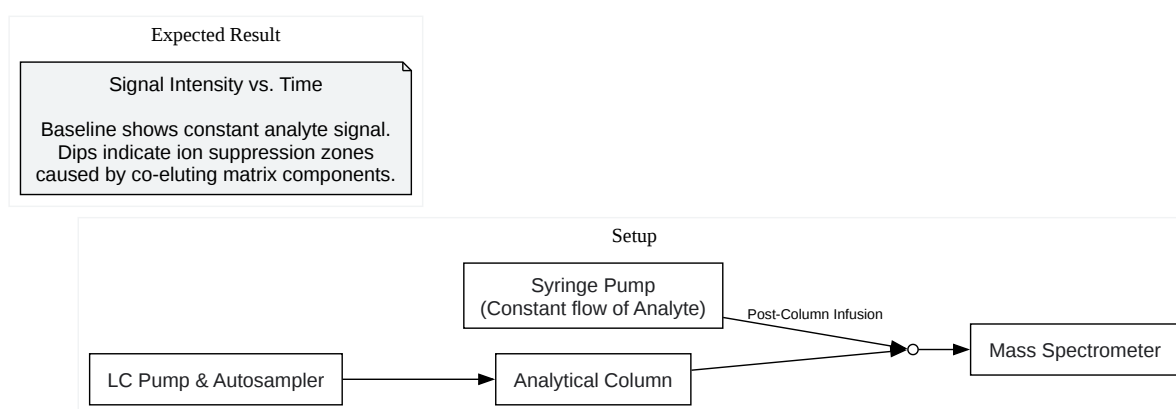 Expected Result
Signal Intensity vs. Time
Baseline shows constant analyte signal.
Dips indicate ion suppression zones
caused by co-eluting matrix components.
Setup
Syringe Pump
(Constant flow of Analyte)
Post-Column Infusion
Mass Spectrometer
LC Pump & Autosampler
Analytical Column